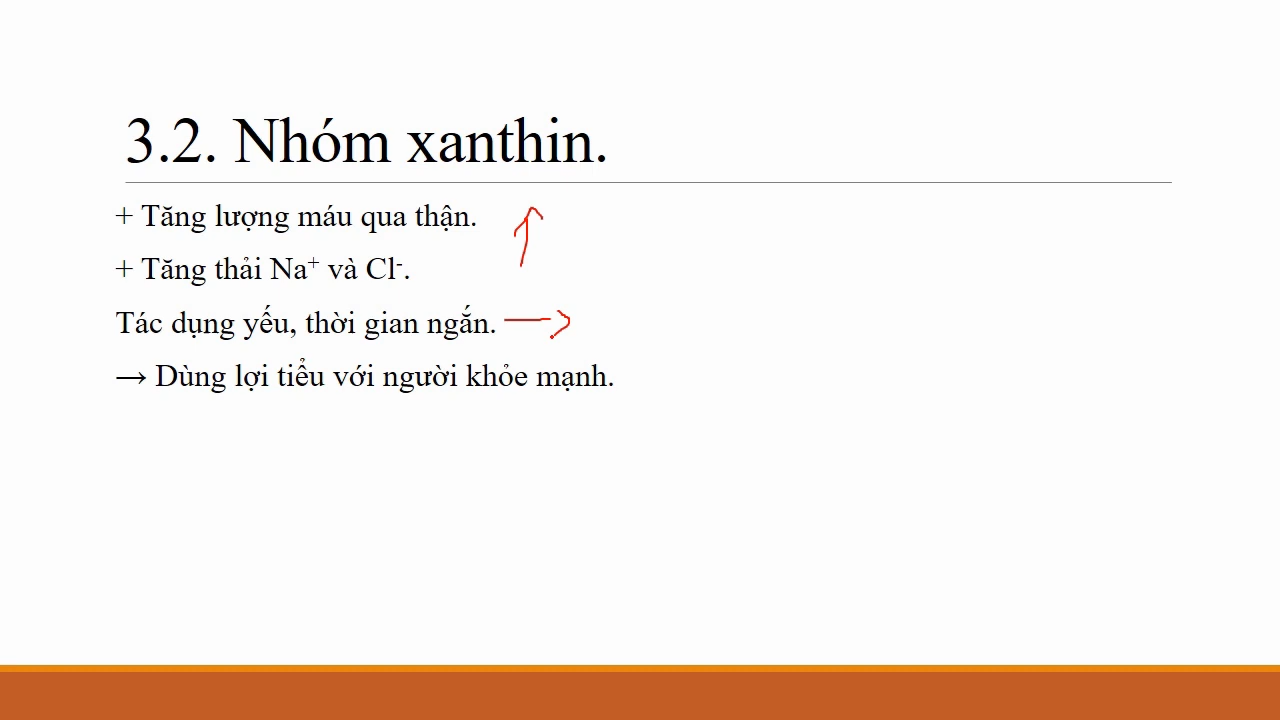 3.2. Nhóm xanthin.
+ Tăng lượng máu qua thận.
+ Tăng thải Na⁺ và Cl⁻.
Tác dụng yếu, thời gian ngắn.
→ Dùng lợi tiểu với người khỏe mạnh.